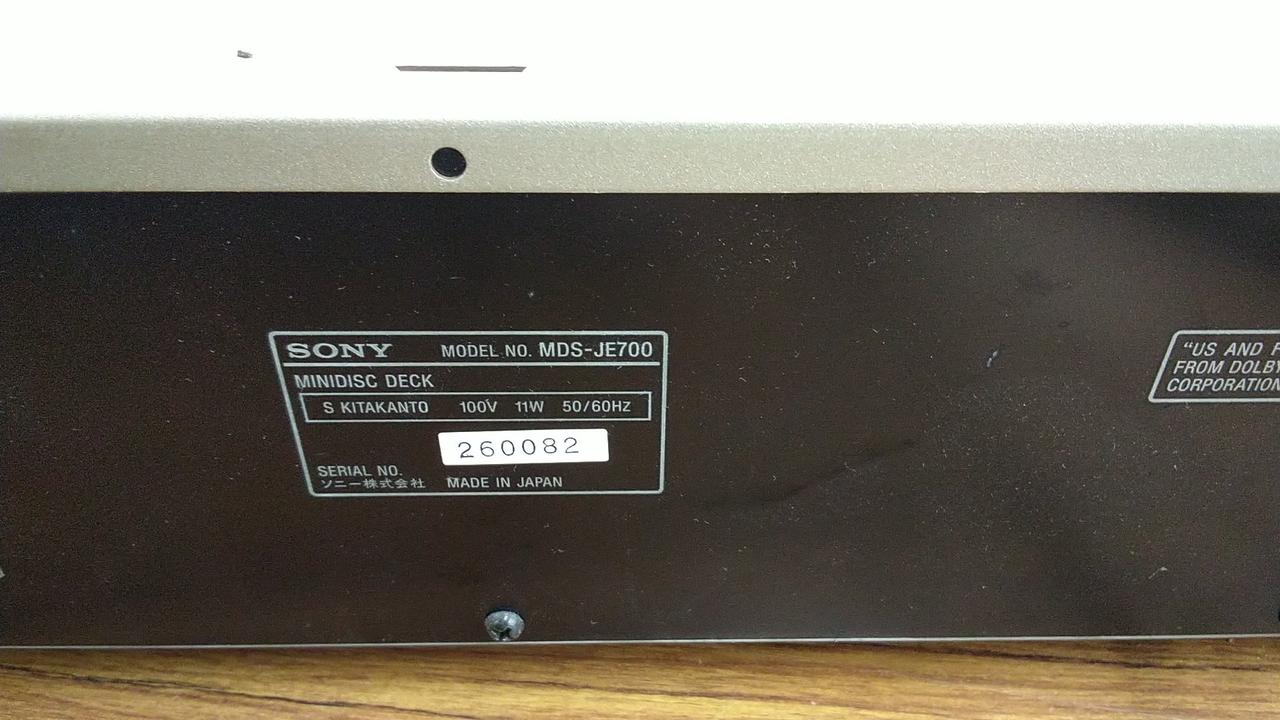 SONY MODEL NO. MDS-JE700
MINIDISC DECK
S KITAKANTO 100V 11W 50/60HZ
260082
SERIAL NO.
ソニー株式会社 MADE IN JAPAN
"US AND
FROM DOLBY
CORPORATION